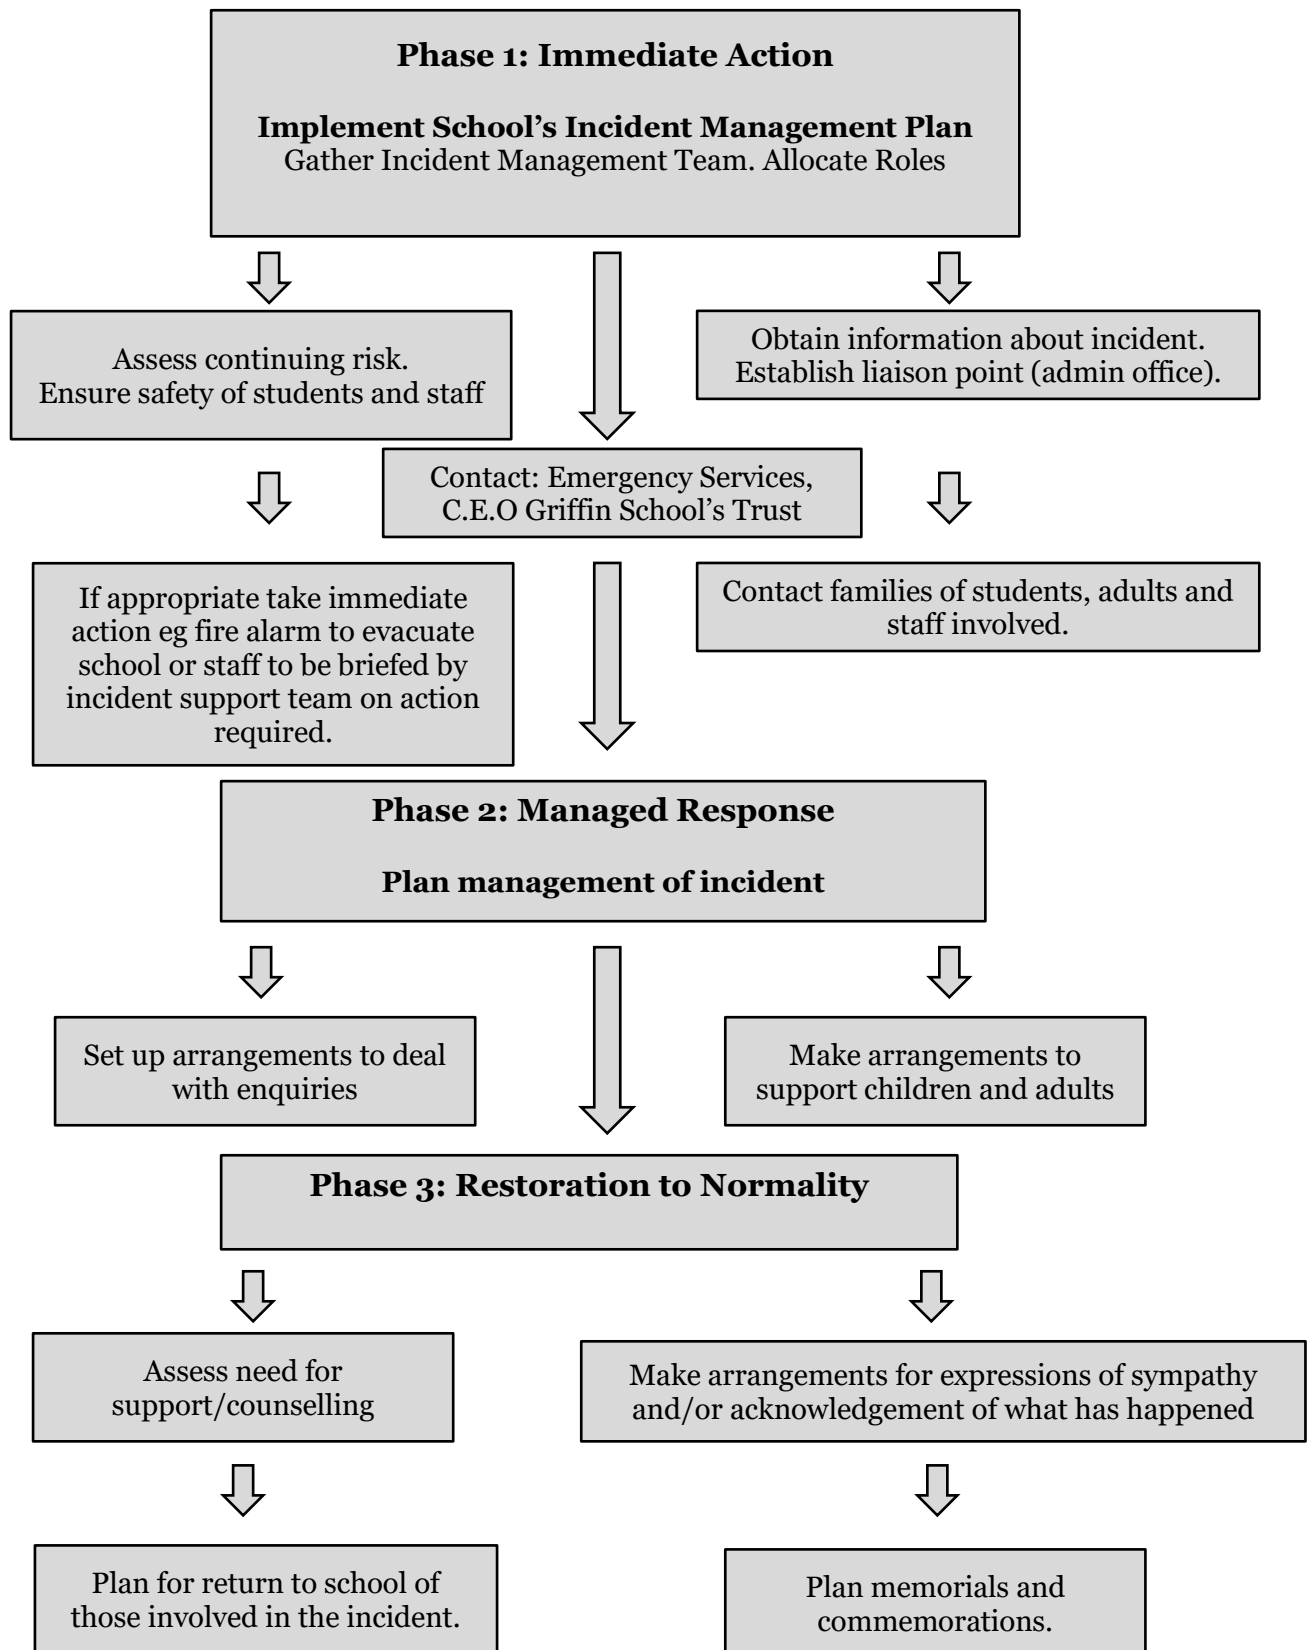 Phase 1: Immediate Action
Implement School's Incident Management Plan
Gather Incident Management Team. Allocate Roles
Assess continuing risk.
Ensure safety of students and staff
Obtain information about incident.
Establish liaison point (admin office).
Contact: Emergency Services,
C.E.O Griffin School's Trust
If appropriate take immediate
action eg fire alarm to evacuate
school or staff to be briefed by
incident support team on action
required.
Contact families of students, adults and
staff involved.
Phase 2: Managed Response
Plan management of incident
Set up arrangements to deal
with enquiries
Make arrangements to
support children and adults
Phase 3: Restoration to Normality
Assess need for
support/counselling
Make arrangements for expressions of sympathy
and/or acknowledgement of what has happened
Plan for return to school of
those involved in the incident.
Plan memorials and
commemorations.